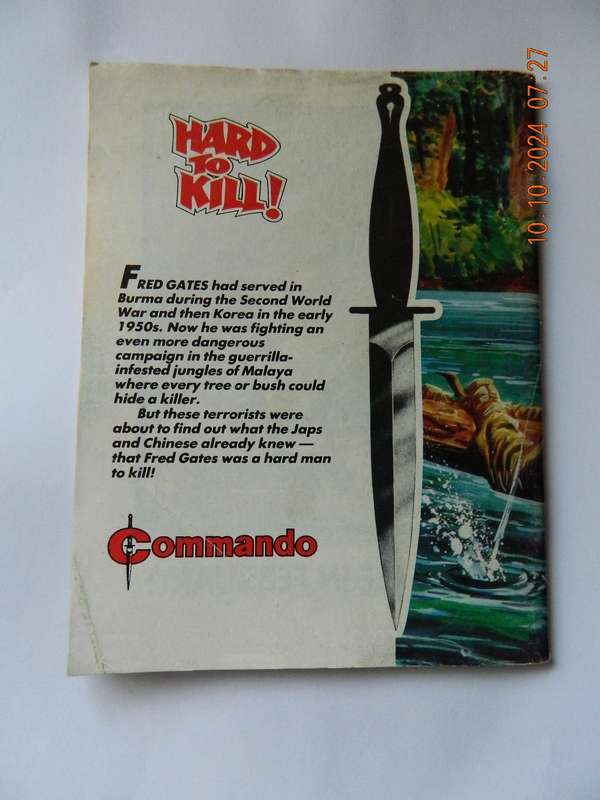 HARD
TO
KILL!
FRED GATES had served in
Burma during the Second World
War and then Korea in the early
1950s. Now he was fighting an
even more dangerous
campaign in the guerrilla-
infested jungles of Malaya
where every tree or bush could
hide a killer.
But these terrorists were
about to find out what the Japs
and Chinese already knew —
that Fred Gates was a hard man
to kill!
Commando
10 10 2024 07:27